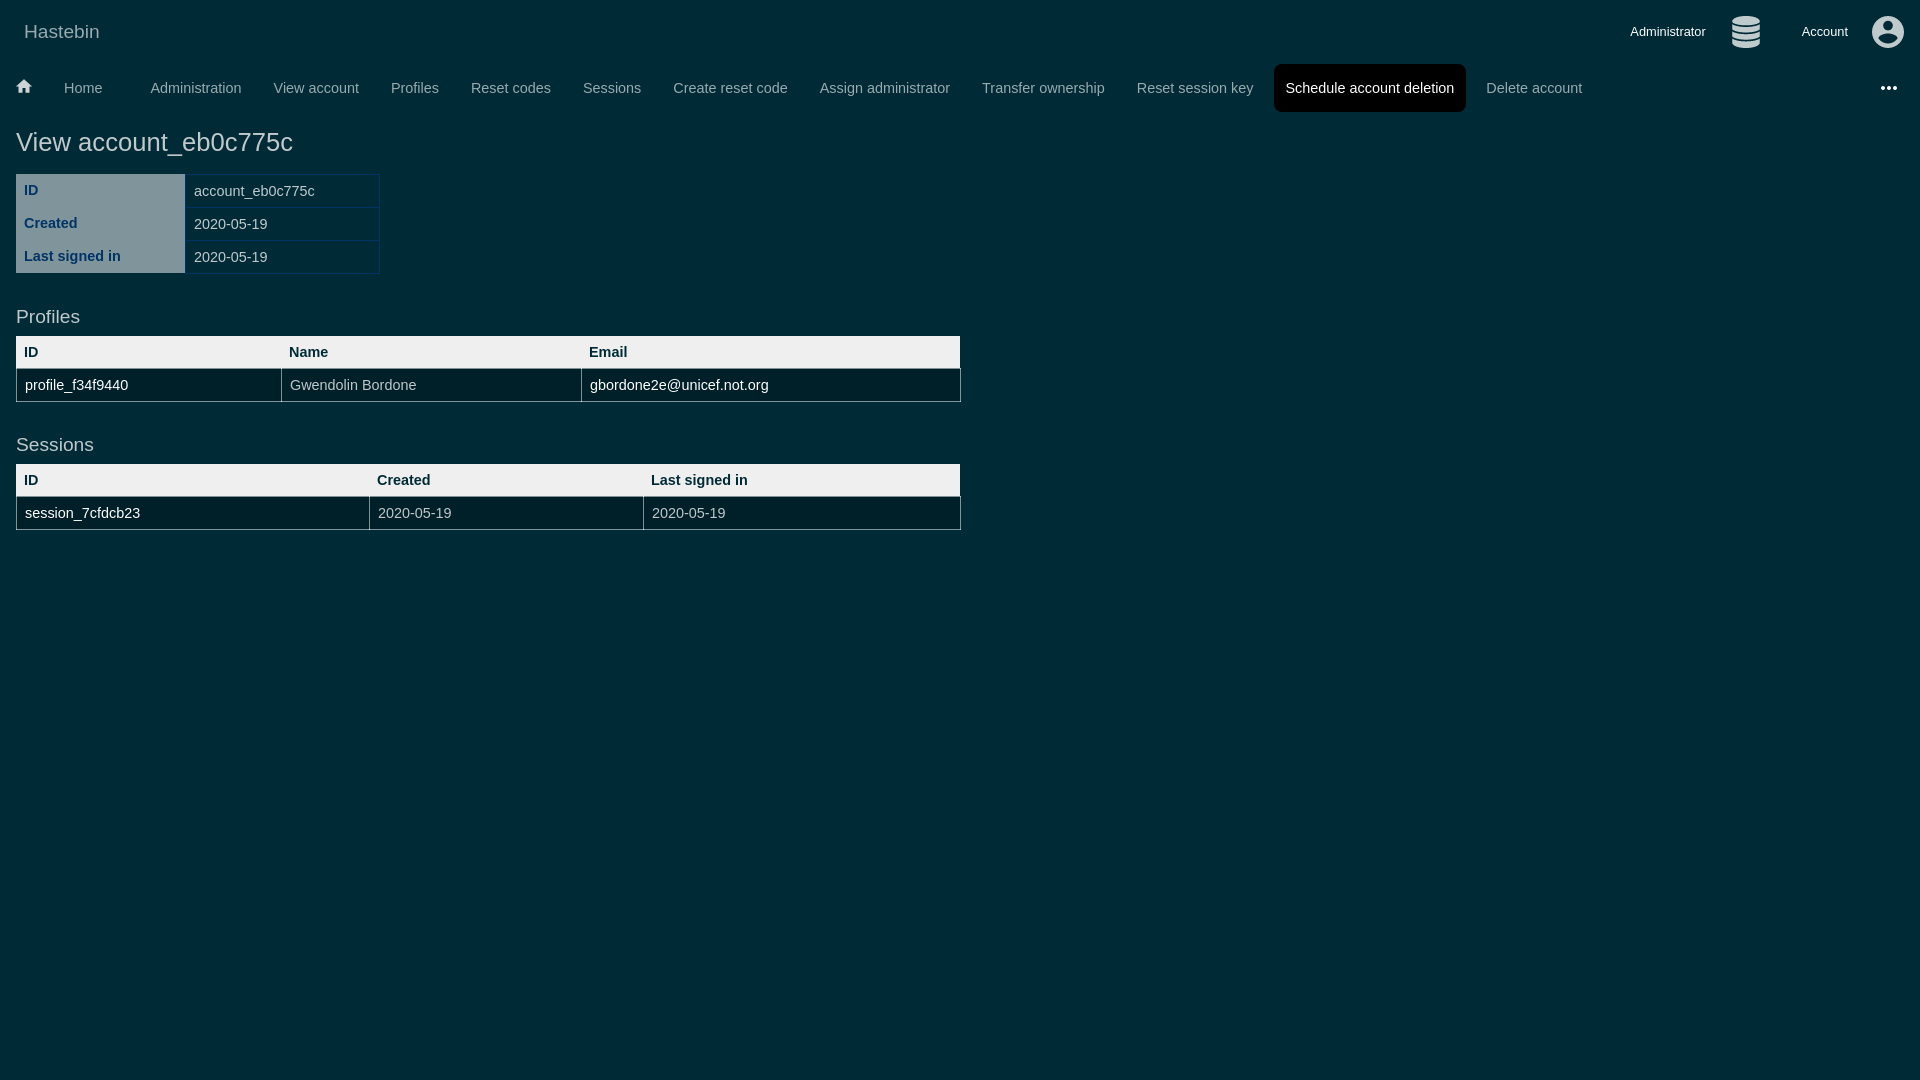 Hastebin
Administrator Account
Home Administration View account Profiles Reset codes Sessions Create reset code Assign administrator Transfer ownership Reset session key Schedule account deletion Delete account
View account_eb0c775c
ID account_eb0c775c
Created 2020-05-19
Last signed in 2020-05-19
Profiles
ID Name Email
profile_f34f9440 Gwendolin Bordone gbordone2e@unicef.not.org
Sessions
ID Created Last signed in
session_7cfdcb23 2020-05-19 2020-05-19